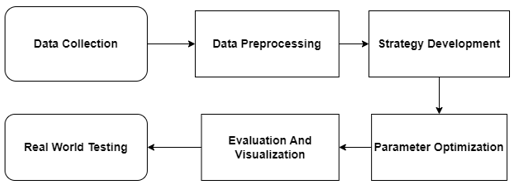 Data Collection
Data Preprocessing
Strategy Development
Parameter Optimization
Evaluation And
Visualization
Real World Testing